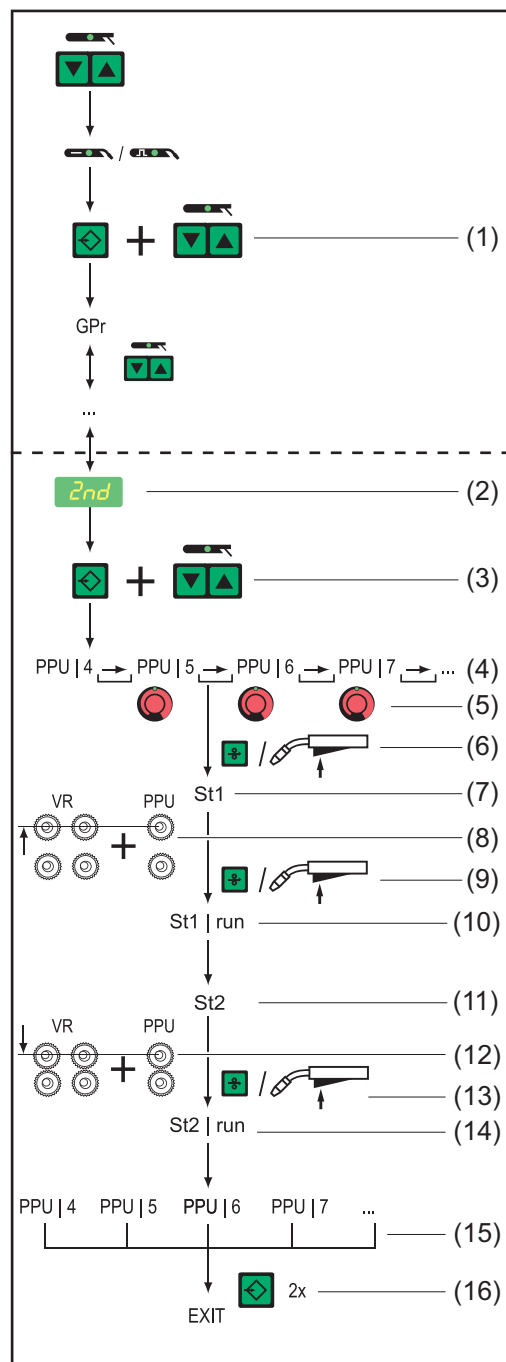 /
+ (1)
GPr
...
2nd (2)
+ (3)
PPU | 4 PPU | 5 PPU | 6 PPU | 7 ... (4)
(5)
/ (6)
St1 (7)
VR PPU
+ (8)
/ (9)
St1 | run (10)
St2 (11)
VR PPU
+ (12)
/ (13)
St2 | run (14)
PPU | 4 PPU | 5 PPU | 6 PPU | 7 ...
(15)
2x (16)
EXIT